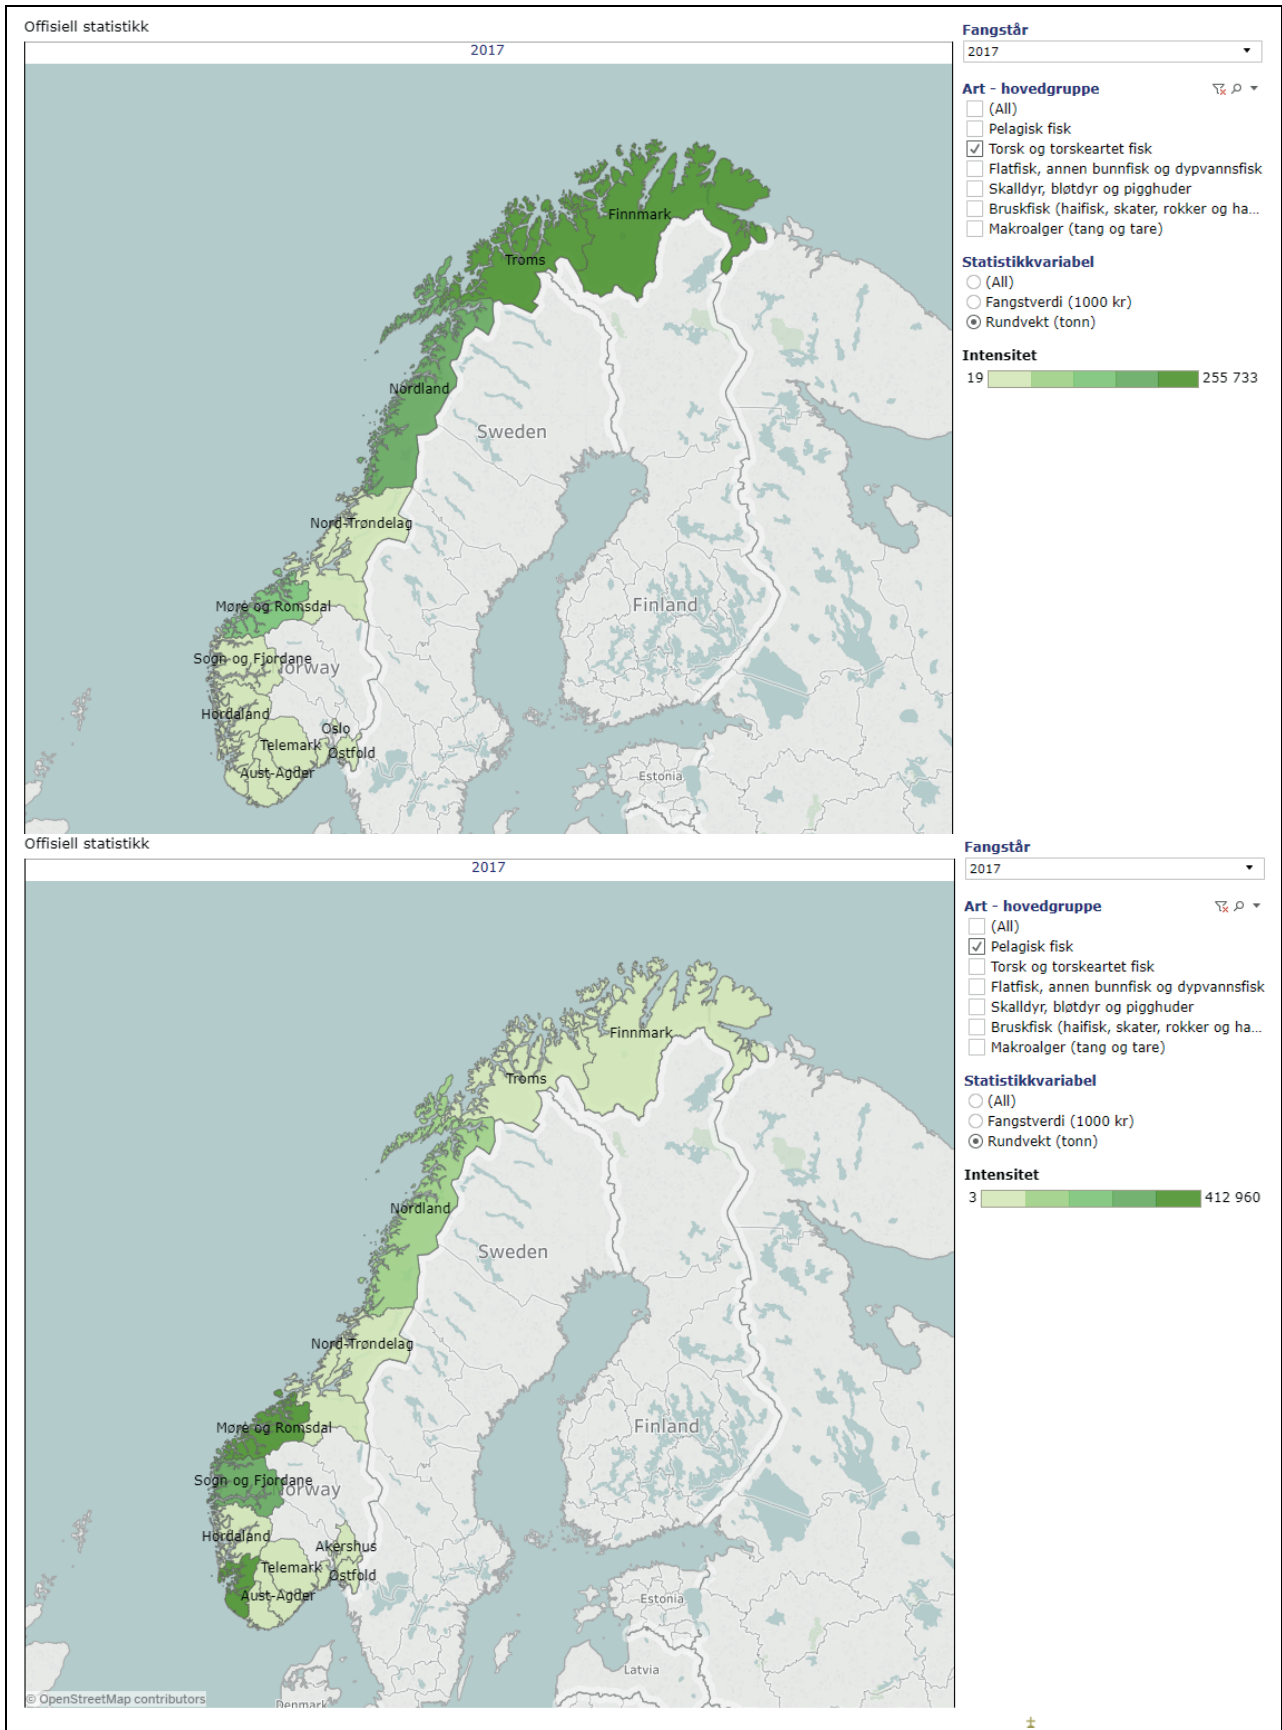 Offisiell statistikk
2017
Fangstår
2017
Art - hovedgruppe
(All)
Pelagisk fisk
Torsk og torskeartet fisk
Flatfisk, annen bunnfisk og dypvannsfisk
Skalldyr, bløtdyr og pigghuder
Bruskfisk (haifisk, skater, rokker og ha...
Makroalger (tang og tare)
Statistikkvariabel
(All)
Fangstverdi (1000 kr)
Rundvekt (tonn)
Intensitet
19 255 733
Finnmark
Troms
Nordland
Sweden
Nord-Trøndelag
Møre og Romsdal
Finland
Sogn og Fjordane
Norway
Hordaland
Oslo
Telemark
Østfold
Aust-Agder
Estonia
Offisiell statistikk
2017
Fangstår
2017
Art - hovedgruppe
(All)
Pelagisk fisk
Torsk og torskeartet fisk
Flatfisk, annen bunnfisk og dypvannsfisk
Skalldyr, bløtdyr og pigghuder
Bruskfisk (haifisk, skater, rokker og ha...
Makroalger (tang og tare)
Statistikkvariabel
(All)
Fangstverdi (1000 kr)
Rundvekt (tonn)
Intensitet
3 412 960
Finnmark
Troms
Nordland
Sweden
Nord-Trøndelag
Møre og Romsdal
Finland
Sogn og Fjordane
Norway
Hordaland
Akershus
Telemark
Østfold
Aust-Agder
Estonia
Latvia
© OpenStreetMap contributors
Denmark